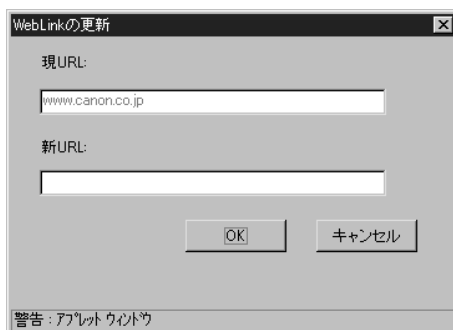 WebLinkの更新
現URL:
www.canon.co.jp
新URL:
OK
キャンセル
警告 : ｱﾌﾟﾚｯﾄ ｳｨﾝﾄﾞｳ